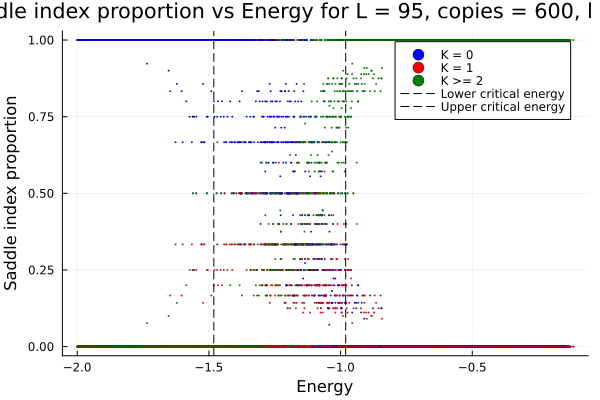 dle index proportion vs Energy for L = 95, copies = 600,
1.00
0.75
0.50
0.25
0.00
Saddle index proportion
K = 0
K = 1
K >= 2
Lower critical energy
Upper critical energy
−2.0 −1.5 −1.0 −0.5
Energy